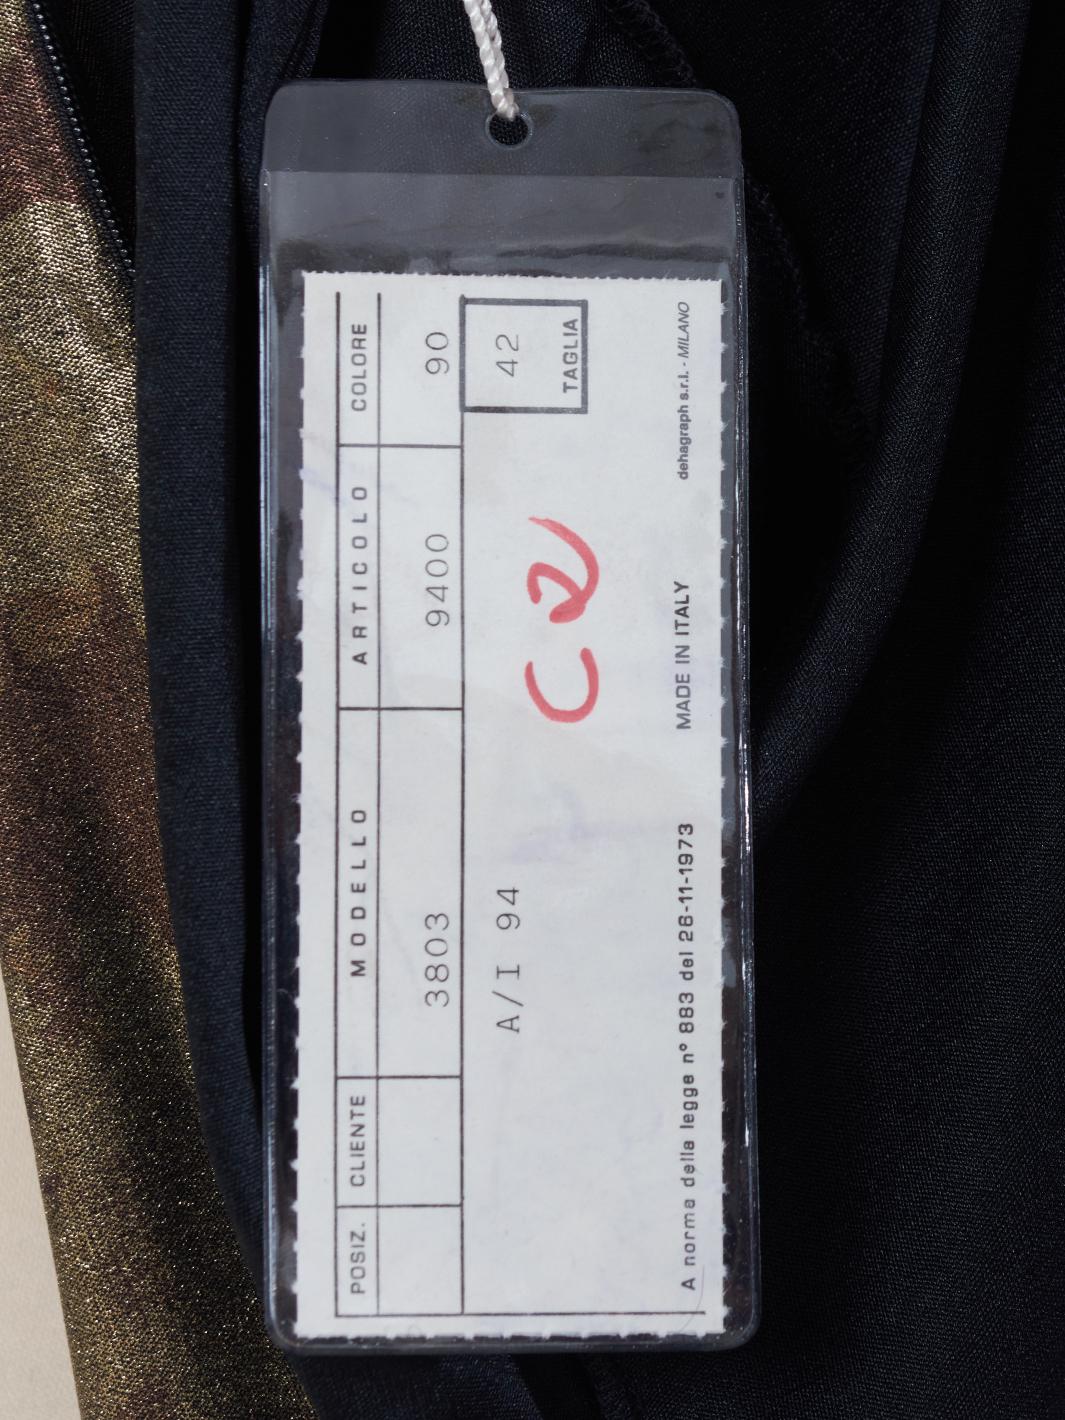 POSIZ. CLIENTE MODELLO ARTICOLO COLORE
3803 9400 90
A/I 94
42
TAGLIA
A norma della legge n° 883 del 26-11-1973 MADE IN ITALY dehagraph s.r.l. - MILANO